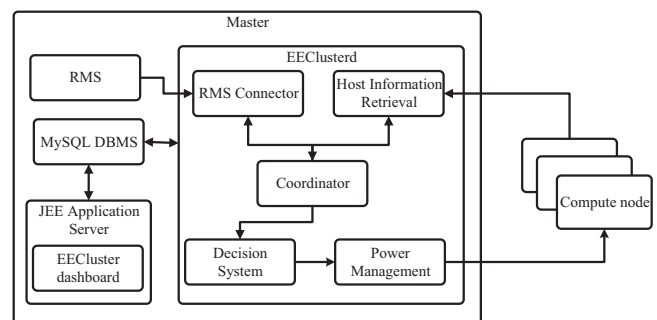 Master
EEClusterd
RMS
RMS Connector
Host Information
Retrieval
MySQL DBMS
Coordinator
Compute node
JEE Application
Server
EECluster
dashboard
Decision
System
Power
Management